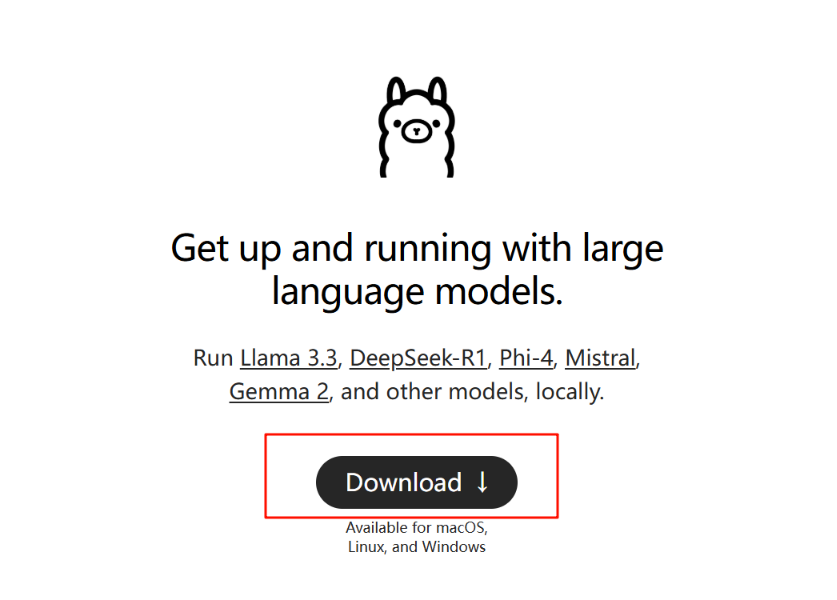 Get up and running with large
language models.
Run Llama 3.3, DeepSeek-R1, Phi-4, Mistral,
Gemma 2, and other models, locally.
Download ↓
Available for macOS,
Linux, and Windows